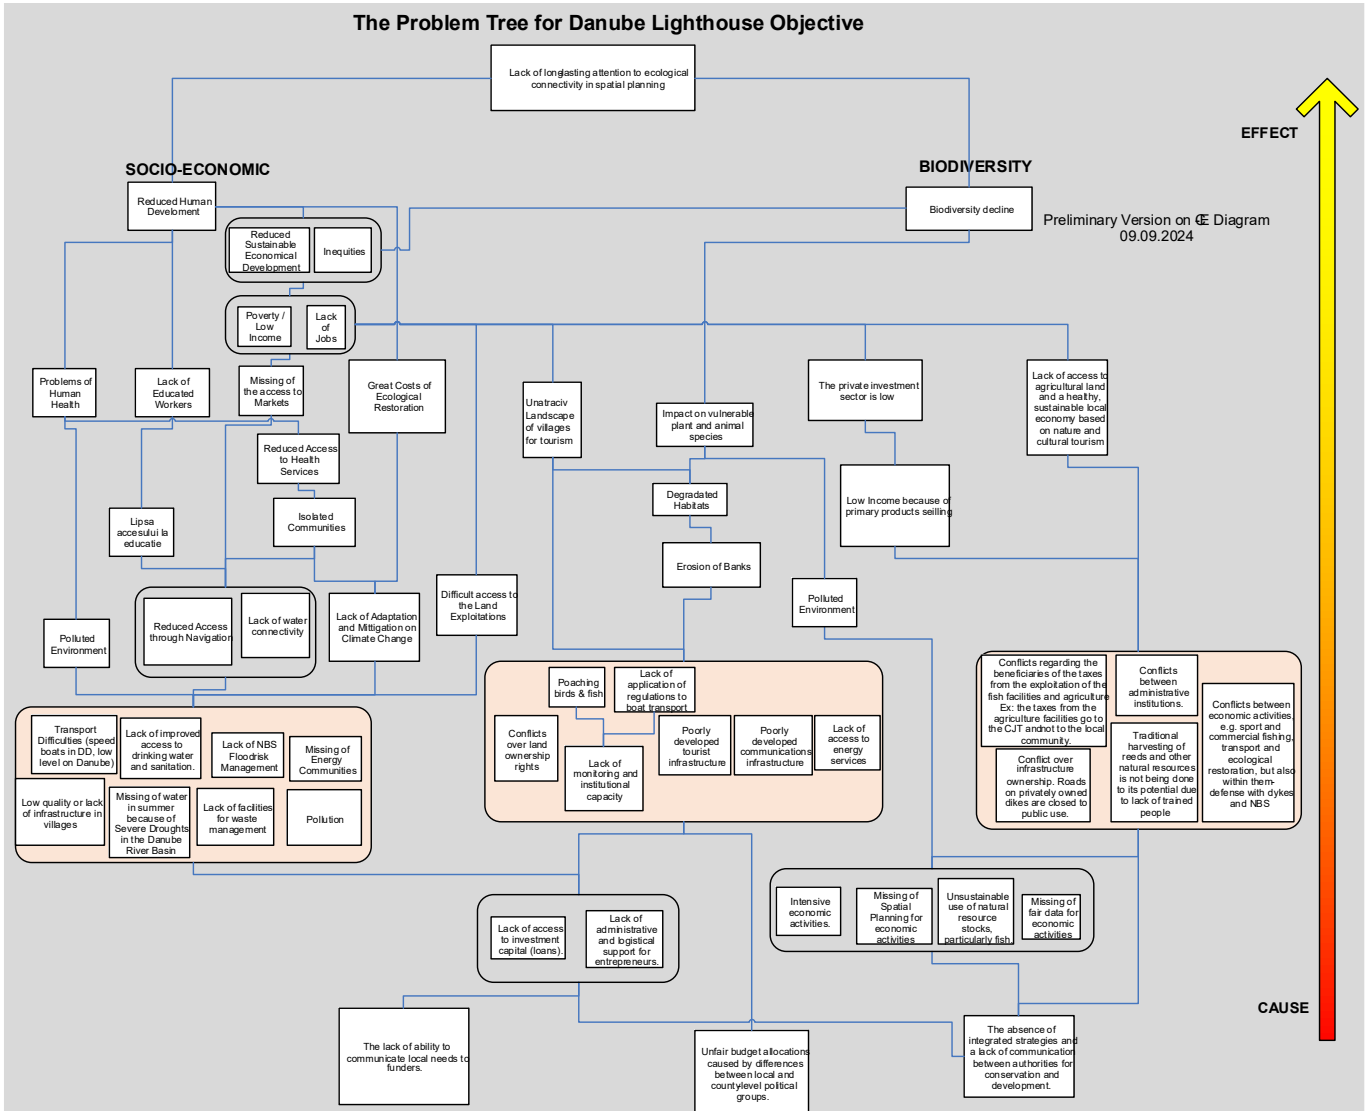 The Problem Tree for Danube Lighthouse Objective
Lack of longlasting attention to ecological
connectivity in spatial planning
EFFECT
SOCIO-ECONOMIC
BIODIVERSITY
Reduced Human
Develoment
Biodiversity decline
Preliminary Version on Diagram
09.09.2024
Reduced
Sustainable
Economical
Development
Inequities
Poverty /
Low
Income
Lack
of
Jobs
Problems of
Human
Health
Lack of
Educated
Workers
Missing of
the access to
Markets
Great Costs of
Ecological
Restoration
Unatraciv
Landscape
of villages
for tourism
Impact on vulnerable
plant and animal
species
The private investment
sector is low
Lack of access to
agricultural land
and a healthy,
sustainable local
economy based
on nature and
cultural tourism
Reduced Access
to Health
Services
Low Income because of
primary products seilling
Degradated
Habitats
Lipsa
accesului la
educatie
Isolated
Communities
Erosion of Banks
Polluted
Environment
Difficult access to
the Land
Exploitations
Reduced Access
through Navigation
Lack of water
connectivity
Lack of Adaptation
and Mittigation on
Climate Change
Polluted
Environment
Transport
Difficulties (speed
boats in DD, low
level on Danube)
Lack of improved
access to
drinking water
and sanitation.
Lack of NBS
Floodrisk
Management
Missing of
Energy
Communities
Low quality or lack
of infrastructure in
villages
Missing of water
in summer
because of
Severe Droughts
in the Danube
River Basin
Lack of facilities
for waste
management
Pollution
Poaching
birds & fish
Lack of
application of
regulations to
boat transport
Conflicts
over land
ownership
rights
Lack of
monitoring and
institutional
capacity
Poorly
developed
tourist
infrastructure
Poorly
developed
communications
infrastructure
Lack of
access to
energy
services
Conflicts regarding the
beneficiaries of the taxes
from the exploitation of the
fish facilities and agriculture
Ex: the taxes from the
agriculture facilities go to
the CJT andnot to the local
community.
Conflicts
between
administrative
institutions.
Conflicts between
economic activities,
e.g. sport and
commercial fishing,
transport and
ecological
restoration, but also
within them-
defense with dykes
and NBS
Conflict over
infrastructure
ownership. Roads
on privately owned
dikes are closed to
public use.
Traditional
harvesting of
reeds and other
natural resources
is not being done
to its potential due
to lack of trained
people
Lack of access
to investment
capital (loans).
Lack of
administrative
and logistical
support for
entrepreneurs.
Intensive
economic
activities.
Missing of
Spatial
Planning for
economic
activities
Unsustainable
use of natural
resource
stocks,
particularly fish.
Missing of
fair data for
economic
activities
CAUSE
The lack of ability to
communicate local needs to
funders.
Unfair budget allocations
caused by differences
between local and
countylevel political
groups.
The absence of
integrated strategies and
a lack of communication
between authorities for
conservation and
development.